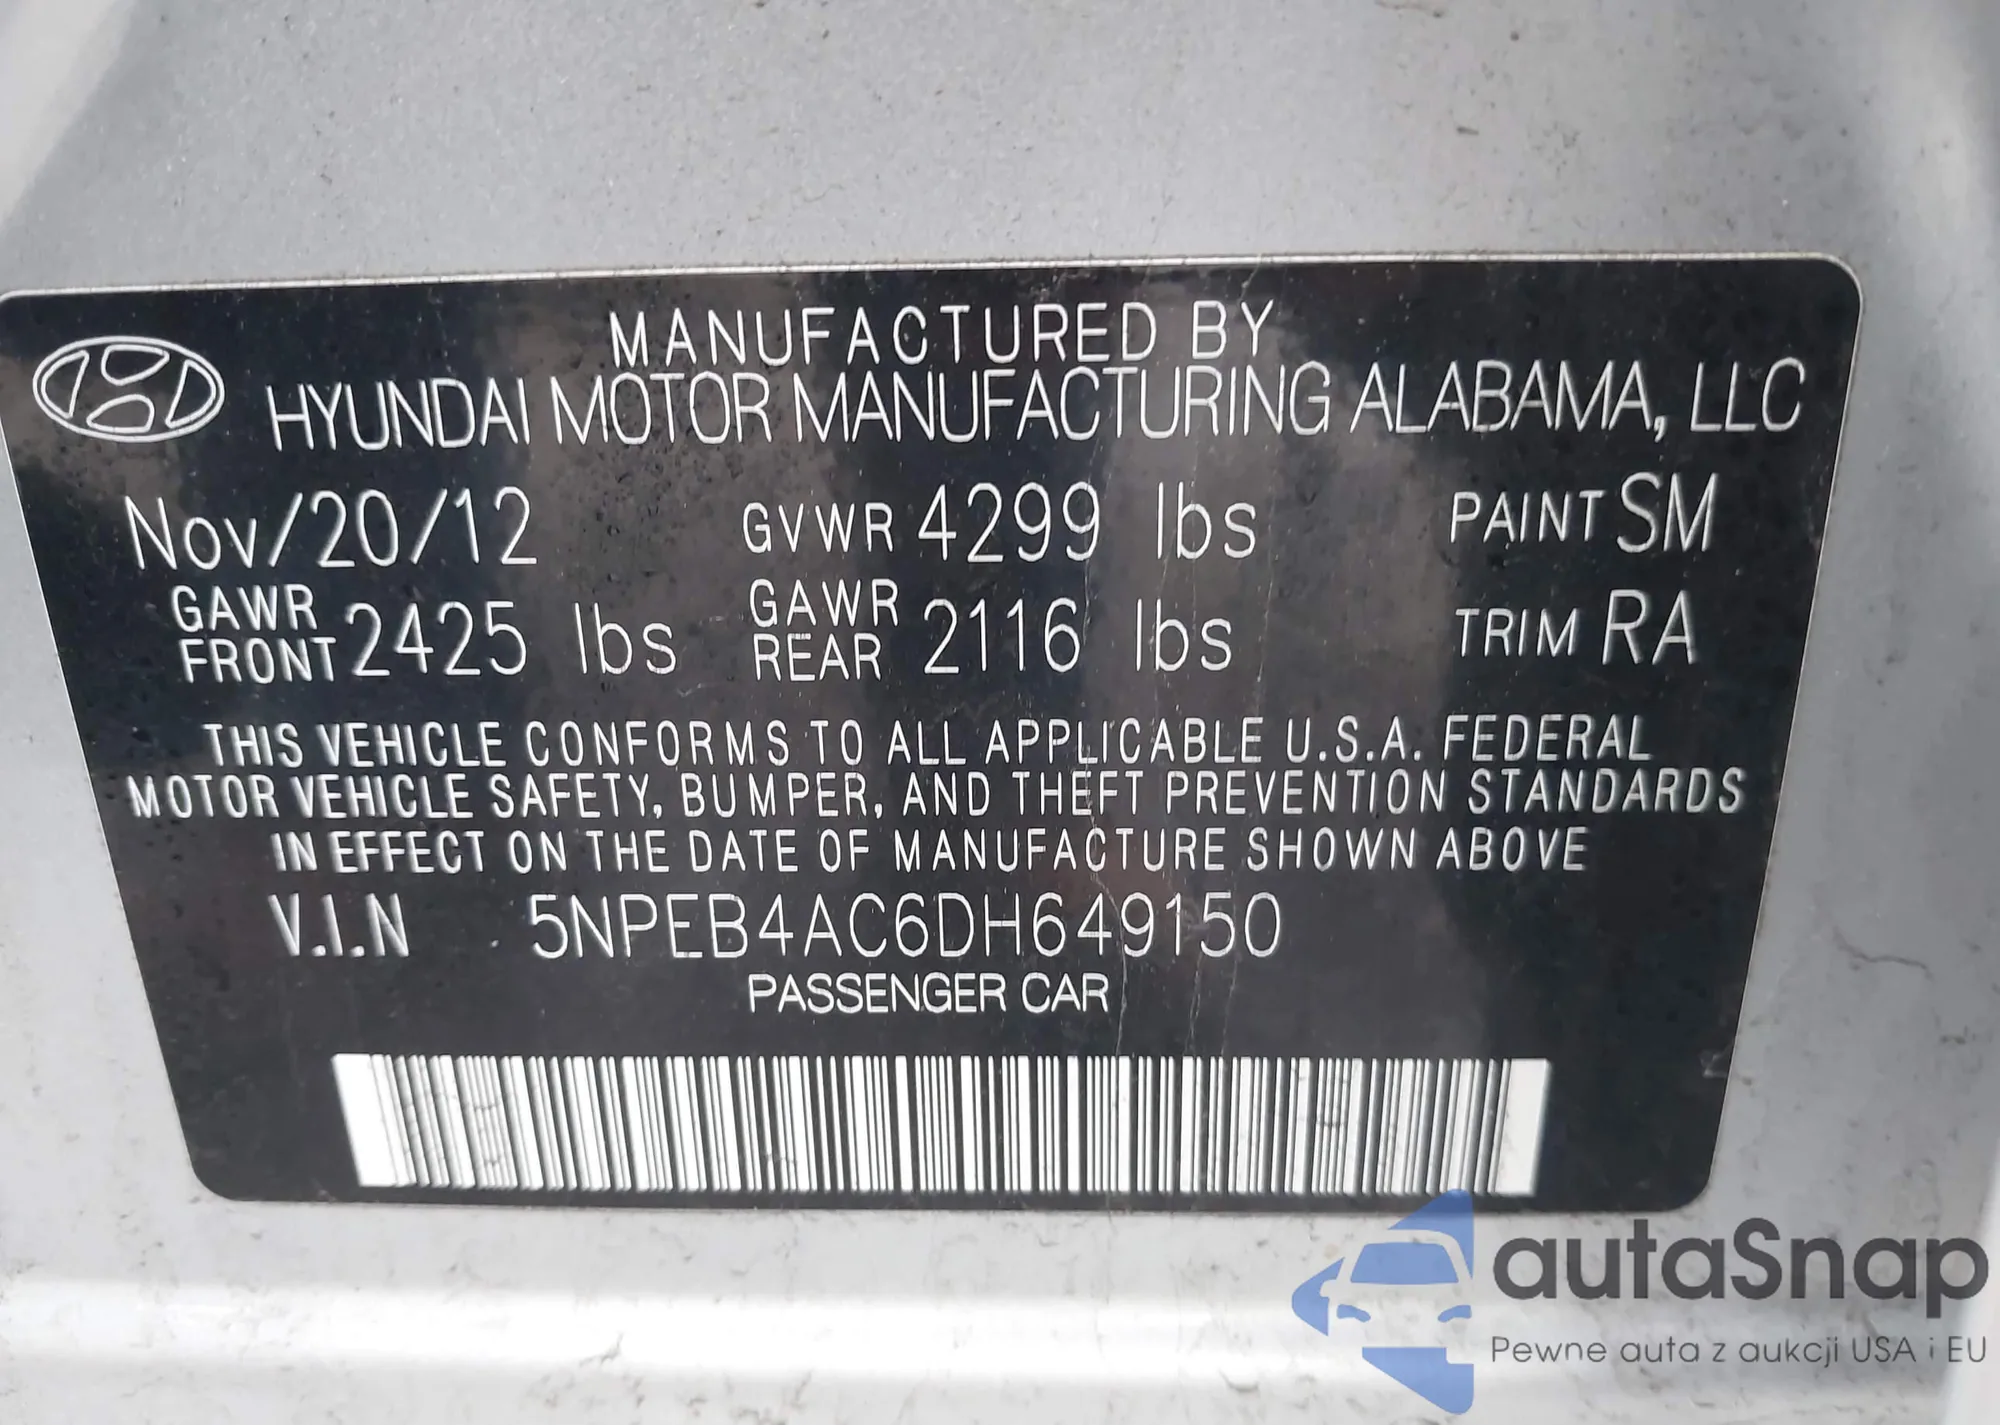 MANUFACTURED BY
HYUNDAI MOTOR MANUFACTURING ALABAMA, LLC
Nov/20/12 GVWR 4299 lbs PAINT SM
GAWR FRONT 2425 lbs GAWR REAR 2116 lbs TRIM RA
THIS VEHICLE CONFORMS TO ALL APPLICABLE U.S.A. FEDERAL
MOTOR VEHICLE SAFETY, BUMPER, AND THEFT PREVENTION STANDARDS
IN EFFECT ON THE DATE OF MANUFACTURE SHOWN ABOVE
V.I.N 5NPEB4AC6DH649150
PASSENGER CAR
autaSnap
Pewne auta z aukcji USA i EU